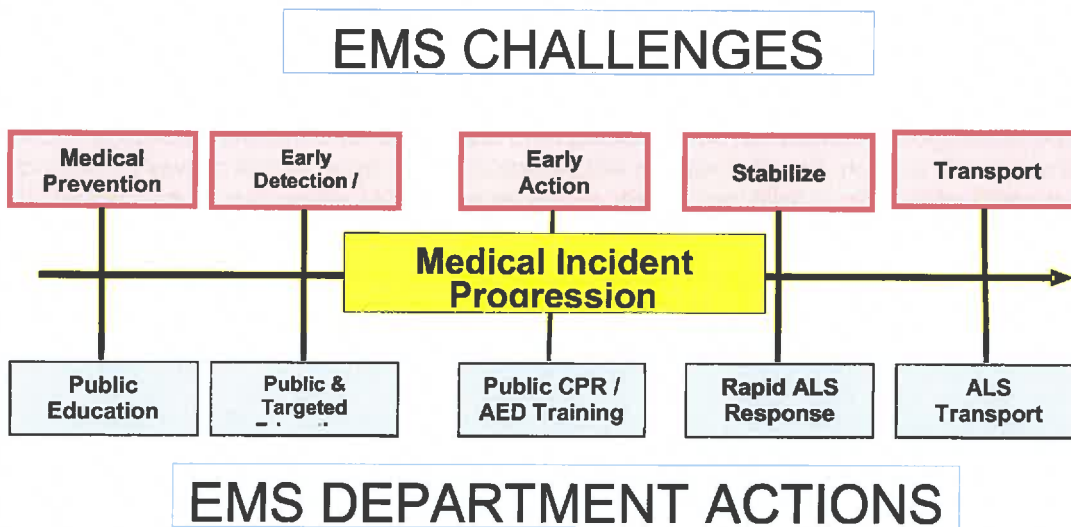 EMS CHALLENGES
Medical
Prevention
Early
Detection /
Early
Action
Stabilize
Transport
Medical Incident
Progression
Public
Education
Public &
Targeted
Public CPR /
AED Training
Rapid ALS
Response
ALS
Transport
EMS DEPARTMENT ACTIONS